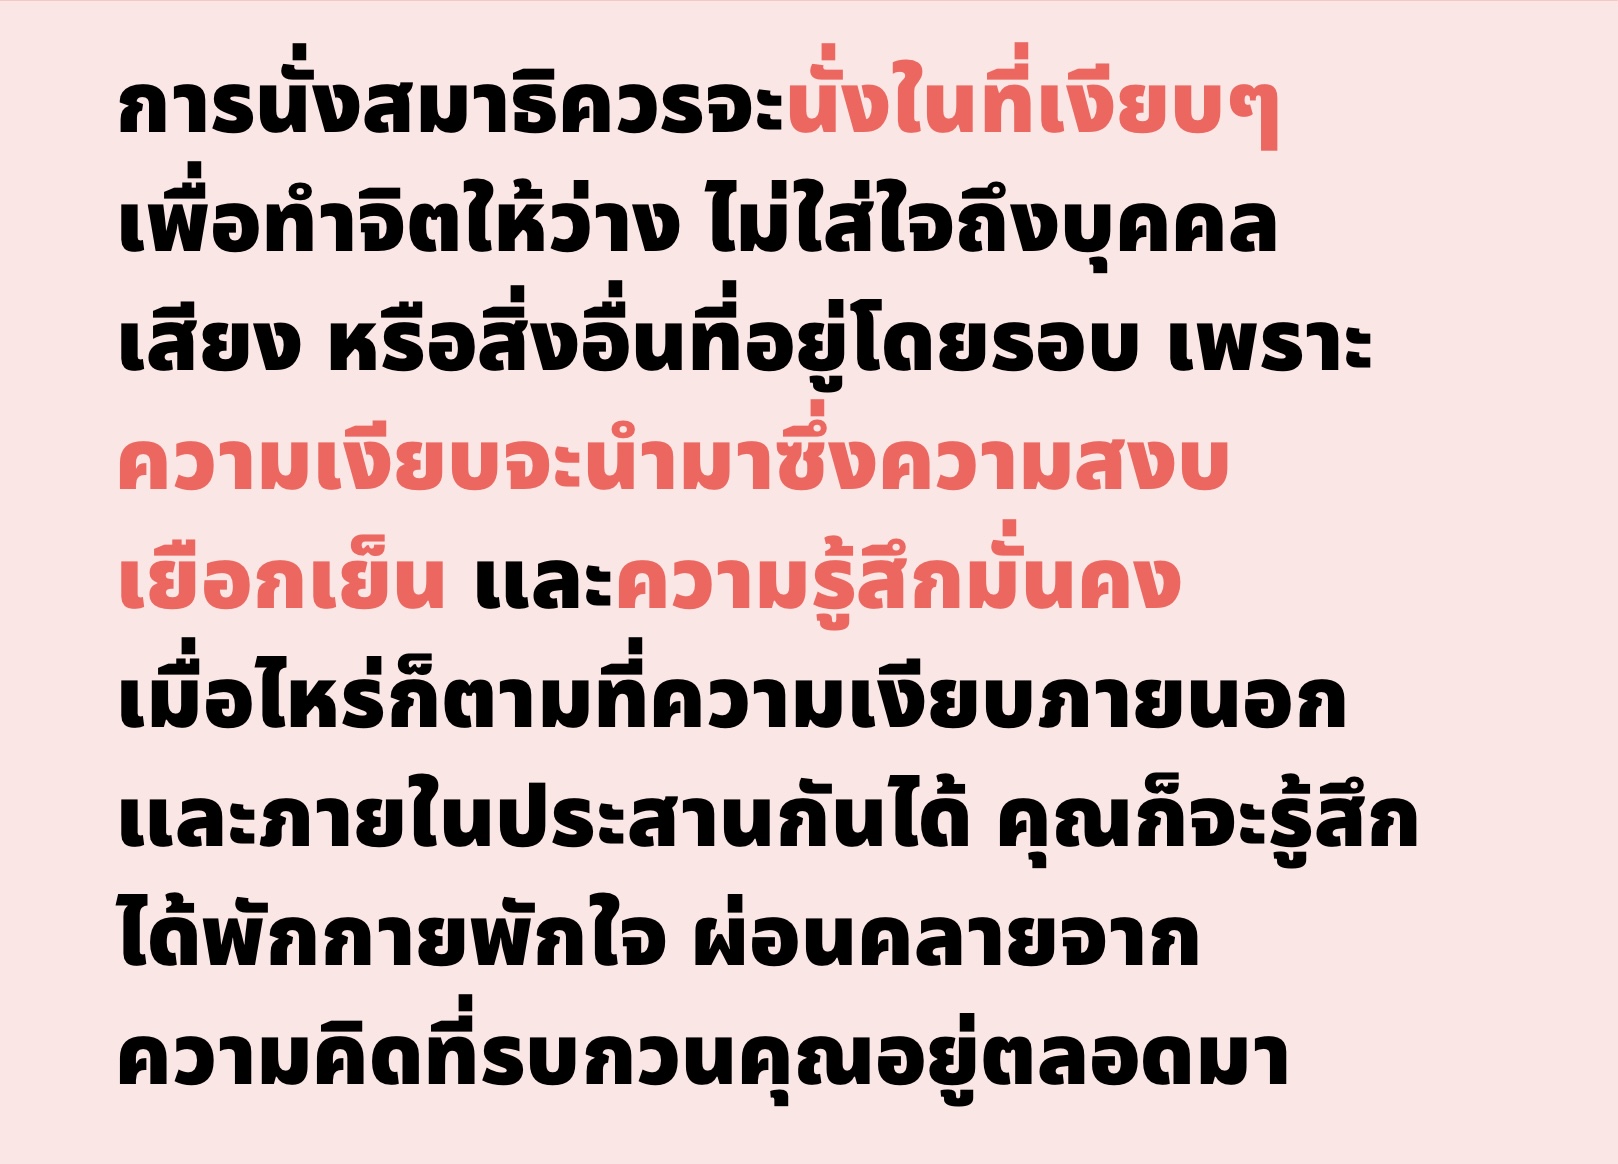 การนั่งสมาธิควรจะนั่งในที่เงียบๆ
เพื่อทำจิตให้ว่าง ไม่ใส่ใจถึงบุคคล
เสียง หรือสิ่งอื่นที่อยู่โดยรอบ เพราะ
ความเงียบจะนำมาซึ่งความสงบ
เยือกเย็น และความรู้สึกมั่นคง
เมื่อไหร่ก็ตามที่ความเงียบภายนอก
และภายในประสานกันได้ คุณก็จะรู้สึก
ได้พักกายพักใจ ผ่อนคลายจาก
ความคิดที่รบกวนคุณอยู่ตลอดมา